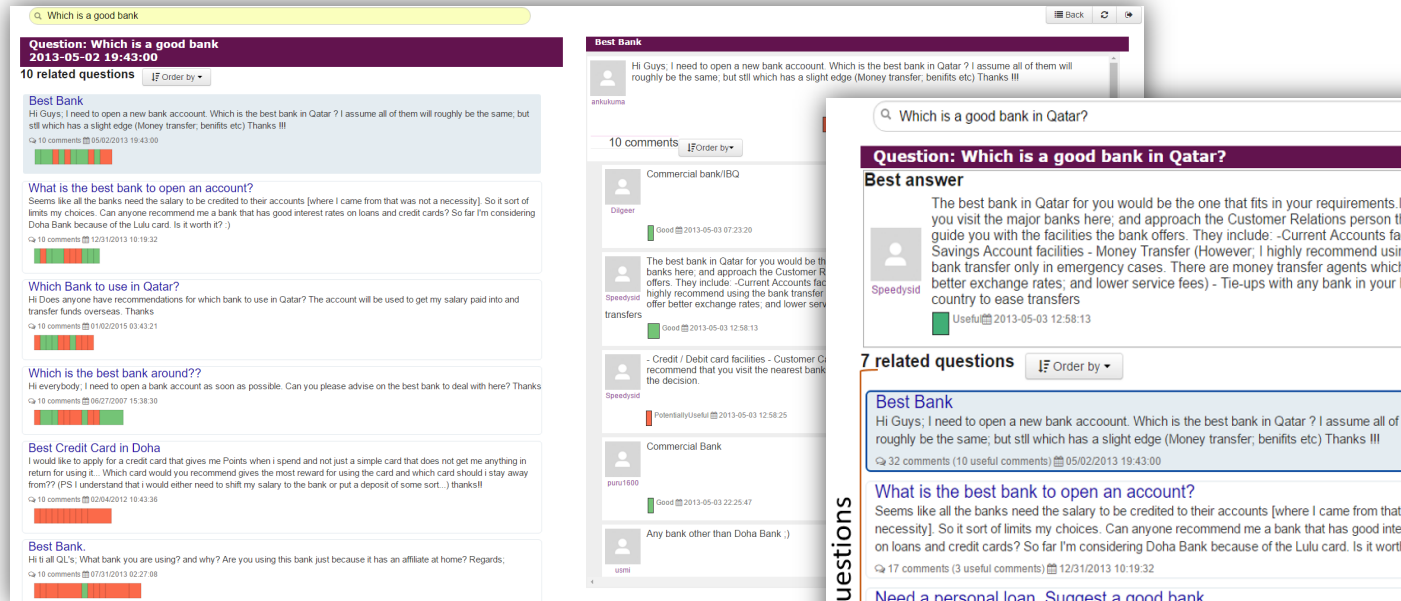 Which is a good bank
Back
Question: Which is a good bank
2013-05-02 19:43:00
10 related questions
Order by
Best Bank
Hi Guys; I need to open a new bank accoount. Which is the best bank in Qatar ? I assume all of them will roughly be the same; but
stll which has a slight edge (Money transfer; benifits etc) Thanks !!!
10 comments 05/02/2013 19:43:00
What is the best bank to open an account?
Seems like all the banks need the salary to be credited to their accounts [where I came from that was not a necessity]. So it sort of
limits my choices. Can anyone recommend me a bank that has good interest rates on loans and credit cards? So far I'm considering
Doha Bank because of the Lulu card. Is it worth it? :)
10 comments 12/31/2013 10:19:32
Which Bank to use in Qatar?
Hi Does anyone have recommendations for which bank to use in Qatar? The account will be used to get my salary paid into and
transfer funds overseas. Thanks
10 comments 01/02/2015 03:43:21
Which is the best bank around??
Hi everybody; I need to open a bank account as soon as possible. Can you please advise on the best bank to deal with here? Thanks
10 comments 06/27/2007 15:38:30
Best Credit Card in Doha
I would like to apply for a credit card that gives me Points when i spend and not just a simple card that does not get me anything in
return for using it... Which card would you recommend gives the most reward for using the card and which card should i stay away
from?? (PS I understand that i would either need to shift my salary to the bank or put a deposit of some sort...) thanks!!
10 comments 02/04/2012 10:43:36
Best Bank.
Hi ti all QL's; What bank you are using? and why? Are you using this bank just because it has an affiliate at home? Regards;
10 comments 07/31/2013 02:27:08
Best Bank
Hi Guys; I need to open a new bank account. Which is the best bank in Qatar ? I assume all of them will
roughly be the same; but stll which has a slight edge (Money transfer; benifits etc) Thanks !!!
ankukuma
10 comments
Order by
Commercial bank/IBQ
Dilgeer
Good 2013-05-03 07:23:20
The best bank in Qatar for you would be th
banks here; and approach the Customer R
offers. They include: -Current Accounts fac
highly recommend using the bank transfer
offer better exchange rates; and lower serv
Speedysid
transfers
Good 2013-05-03 12:58:13
- Credit / Debit card facilities - Customer Ca
recommend that you visit the nearest bank
the decision.
Speedysid
PotentiallyUseful 2013-05-03 12:58:25
Commercial Bank
puru1600
Good 2013-05-03 22:25:47
Any bank other than Doha Bank ;)
usmi
Which is a good bank in Qatar?
Question: Which is a good bank in Qatar?
Best answer
The best bank in Qatar for you would be the one that fits in your requirements.
you visit the major banks here; and approach the Customer Relations person t
guide you with the facilities the bank offers. They include: -Current Accounts fa
Savings Account facilities - Money Transfer (However; I highly recommend usin
bank transfer only in emergency cases. There are money transfer agents which
better exchange rates; and lower service fees) - Tie-ups with any bank in your
country to ease transfers
Speedysid
Useful 2013-05-03 12:58:13
7 related questions
Order by
Best Bank
Hi Guys; I need to open a new bank account. Which is the best bank in Qatar ? I assume all of
roughly be the same; but stll which has a slight edge (Money transfer; benifits etc) Thanks !!!
32 comments (10 useful comments) 05/02/2013 19:43:00
What is the best bank to open an account?
Seems like all the banks need the salary to be credited to their accounts [where I came from that
necessity]. So it sort of limits my choices. Can anyone recommend me a bank that has good inte
on loans and credit cards? So far I'm considering Doha Bank because of the Lulu card. Is it wort
17 comments (3 useful comments) 12/31/2013 10:19:32
Need a personal loan. Suggest a good bank
uestions